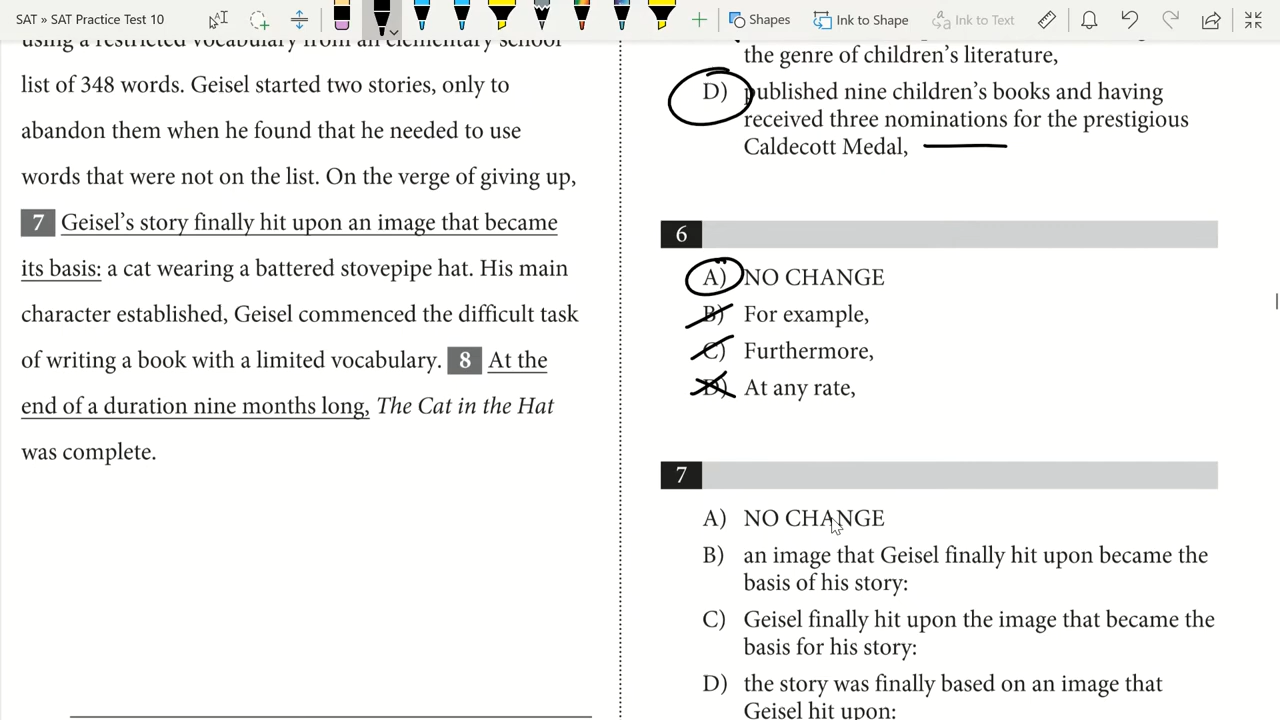 SAT » SAT Practice Test 10
Shapes
Ink to Shape
Ink to Text
using a restricted vocabulary from an elementary school
list of 348 words. Geisel started two stories, only to
abandon them when he found that he needed to use
words that were not on the list. On the verge of giving up,
7 Geisel's story finally hit upon an image that became
its basis: a cat wearing a battered stovepipe hat. His main
character established, Geisel commenced the difficult task
of writing a book with a limited vocabulary. 8 At the
end of a duration nine months long, The Cat in the Hat
was complete.
the genre of children's literature,
D) published nine children's books and having
received three nominations for the prestigious
Caldecott Medal,
6
A) NO CHANGE
B) For example,
C) Furthermore,
D) At any rate,
7
A) NO CHANGE
B) an image that Geisel finally hit upon became the
basis of his story:
C) Geisel finally hit upon the image that became the
basis for his story:
D) the story was finally based on an image that
Geisel hit upon: